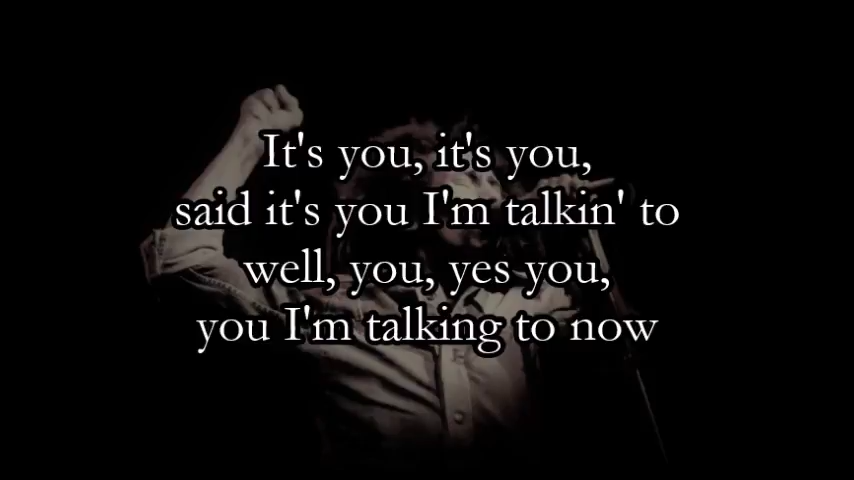 It's you, it's you,
said it's you I'm talkin' to
well, you, yes you,
you I'm talking to now